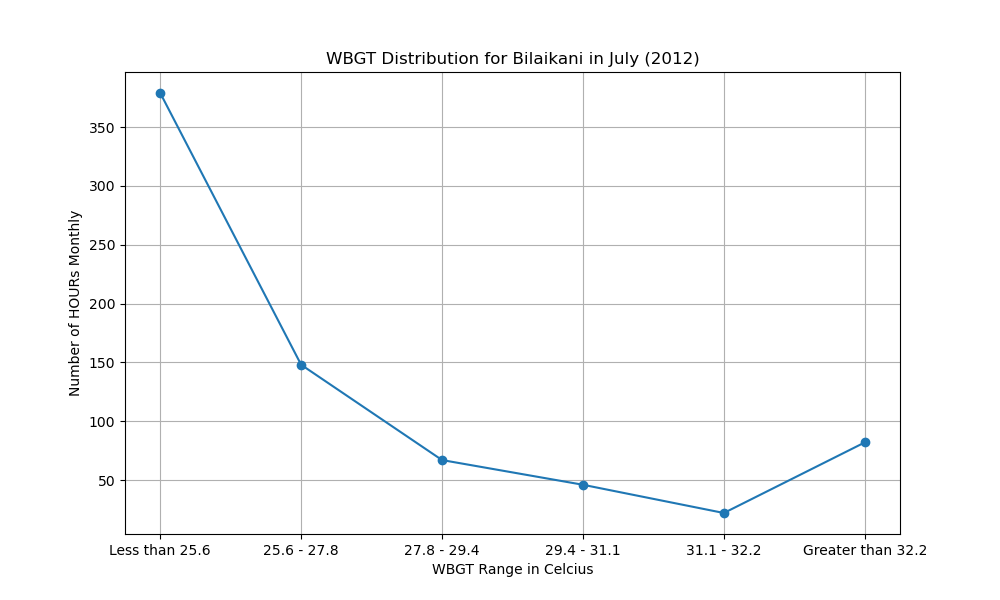 WBGT Distribution for Bilaikani in July (2012)
Number of HOURs Monthly
350
300
250
200
150
100
50
Less than 25.6
25.6 - 27.8
27.8 - 29.4
29.4 - 31.1
31.1 - 32.2
Greater than 32.2
WBGT Range in Celcius